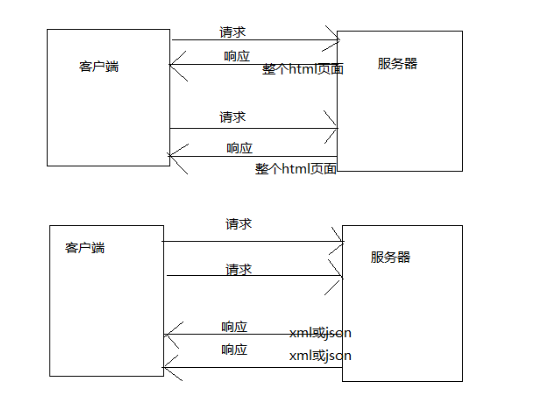 请求
响应
客户端
服务器
整个html页面
请求
响应
整个html页面
请求
客户端
服务器
请求
响应
xml或json
响应
xml或json